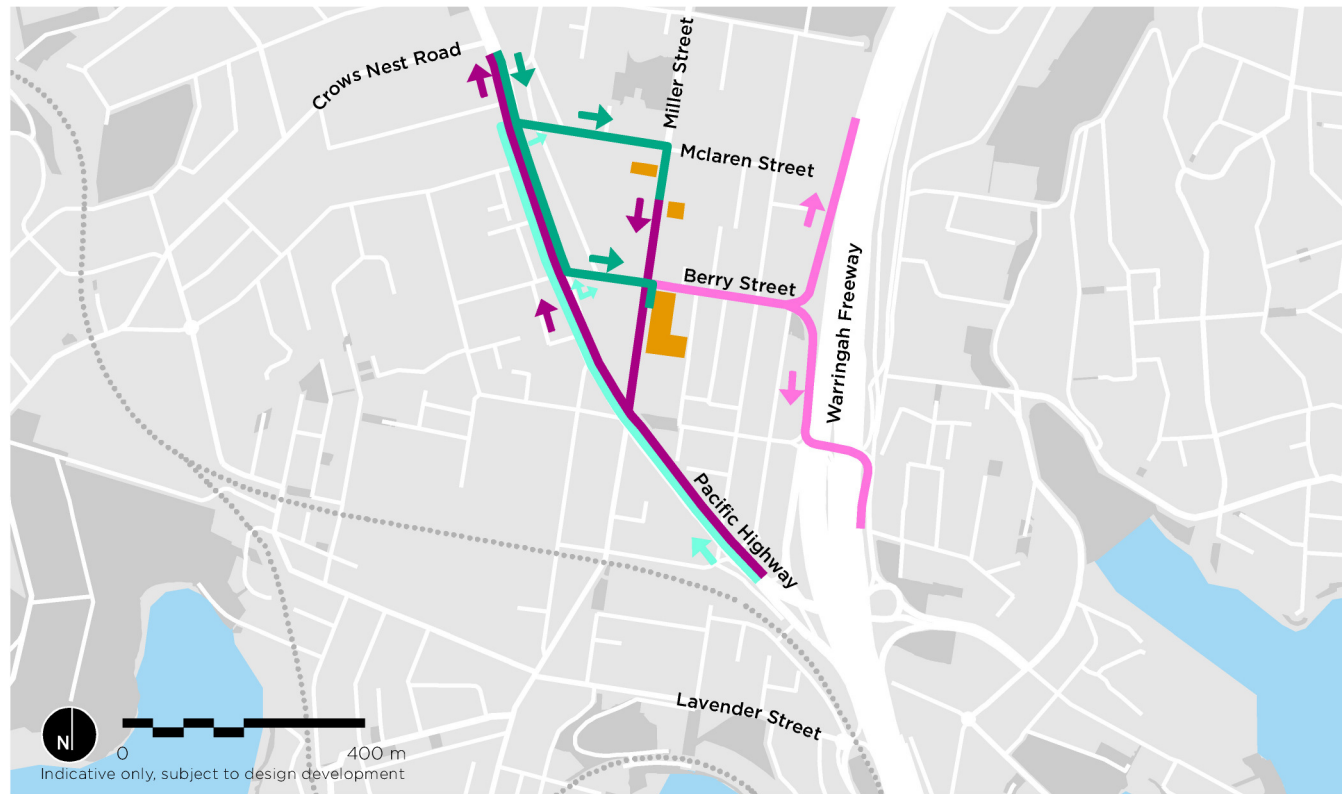 Crows Nest Road
Miller Street
Mclaren Street
Berry Street
Warringah Freeway
Pacific Highway
Lavender Street
N
0
400 m
Indicative only, subject to design development